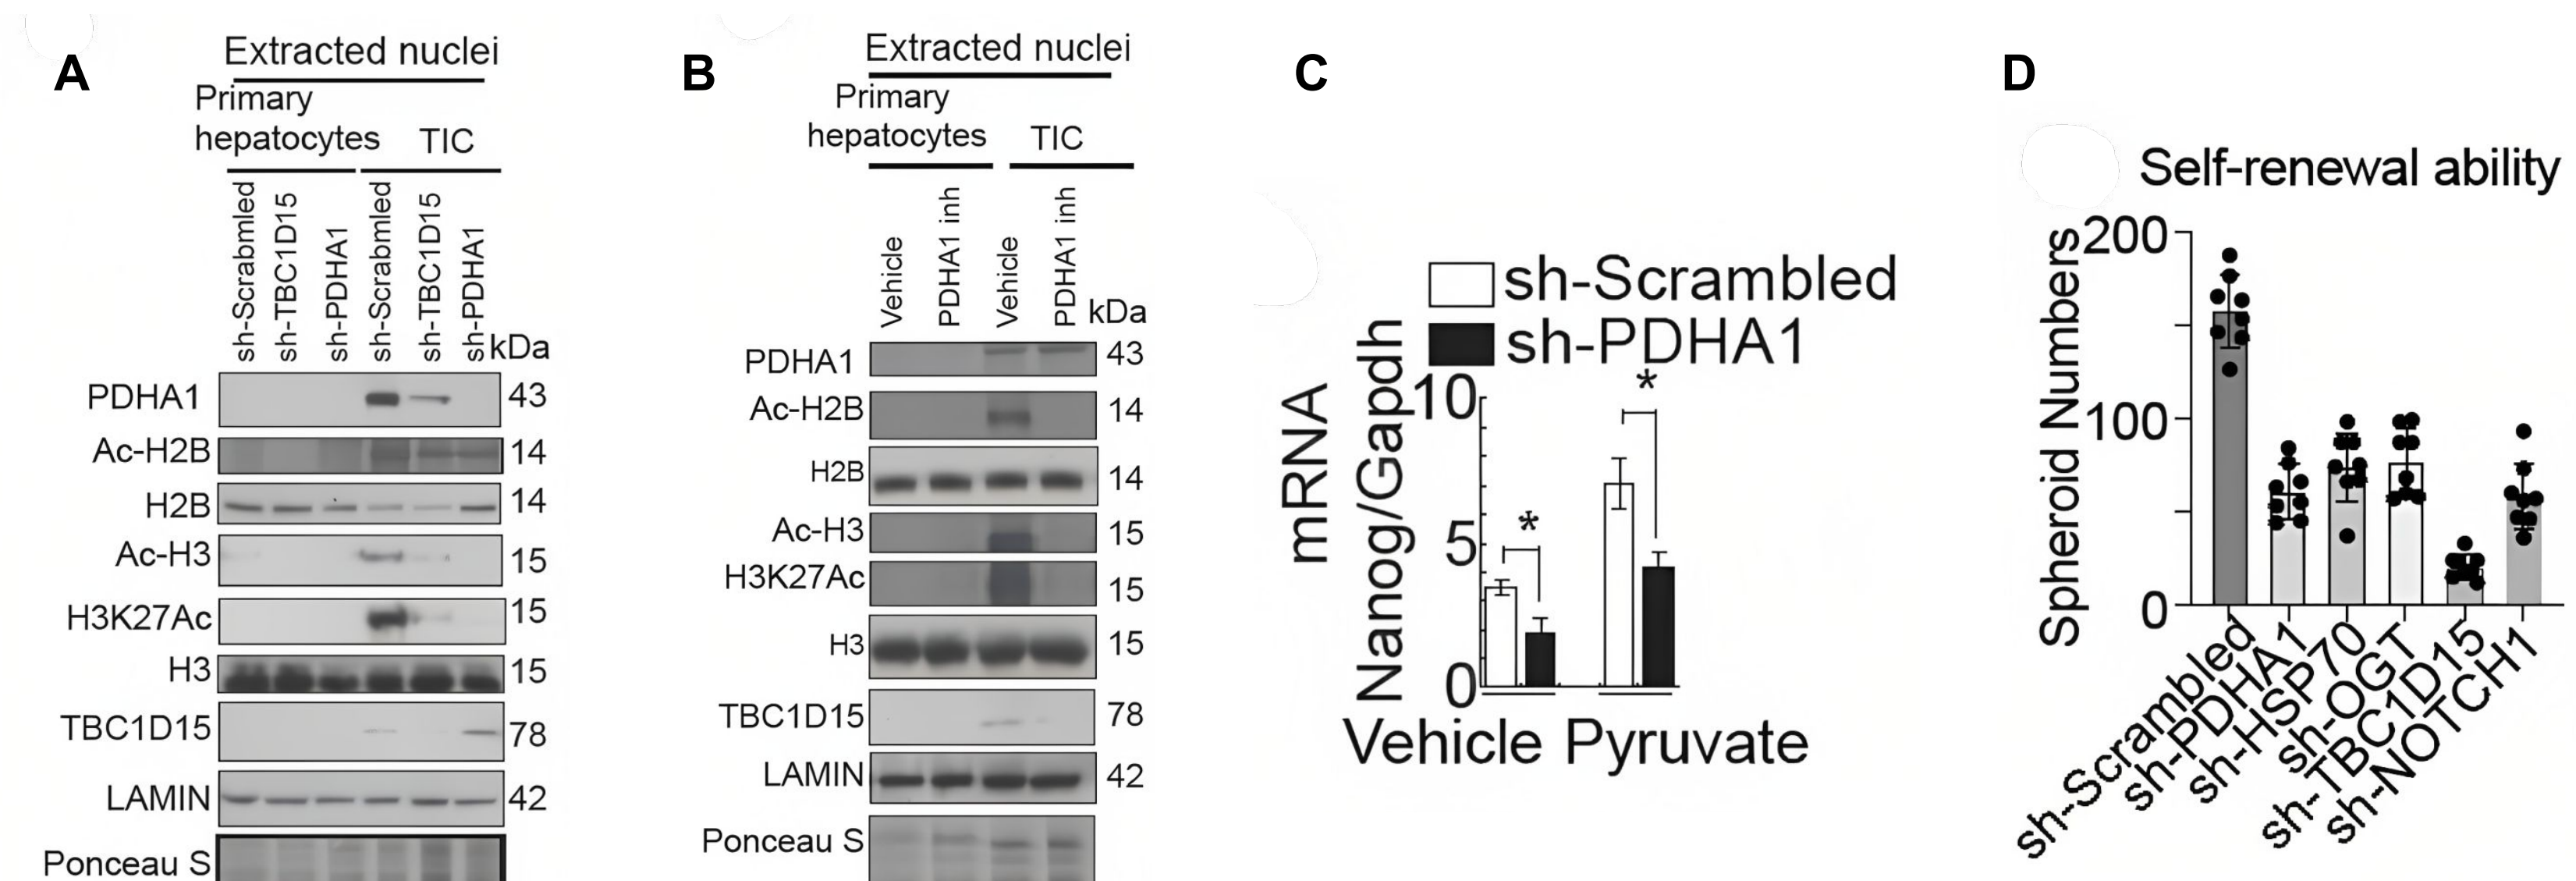 A
Extracted nuclei
Primary
hepatocytes
TIC
sh-Scrabmled
sh-TBC1D15
sh-PDHA1
sh-Scrabmled
sh-TBC1D15
sh-PDHA1
kDa
PDHA1 43
Ac-H2B 14
H2B 14
Ac-H3 15
H3K27Ac 15
H3 15
TBC1D15 78
LAMIN 42
Ponceau S
B
Extracted nuclei
Primary
hepatocytes
TIC
Vehicle
PDHA1 inh
Vehicle
PDHA1 inh
kDa
PDHA1 43
Ac-H2B 14
H2B 14
Ac-H3 15
H3K27Ac 15
H3 15
TBC1D15 78
LAMIN 42
Ponceau S
C
sh-Scrambled
sh-PDHA1
mRNA
Nanog/Gapdh
10
5
0
*
*
Vehicle Pyruvate
D
Self-renewal ability
Spheroid Numbers
200
100
0
sh-Scrambled
sh-PDHA1
sh-HSP70
sh-OGT
sh-TBC1D15
sh-NOTCH1